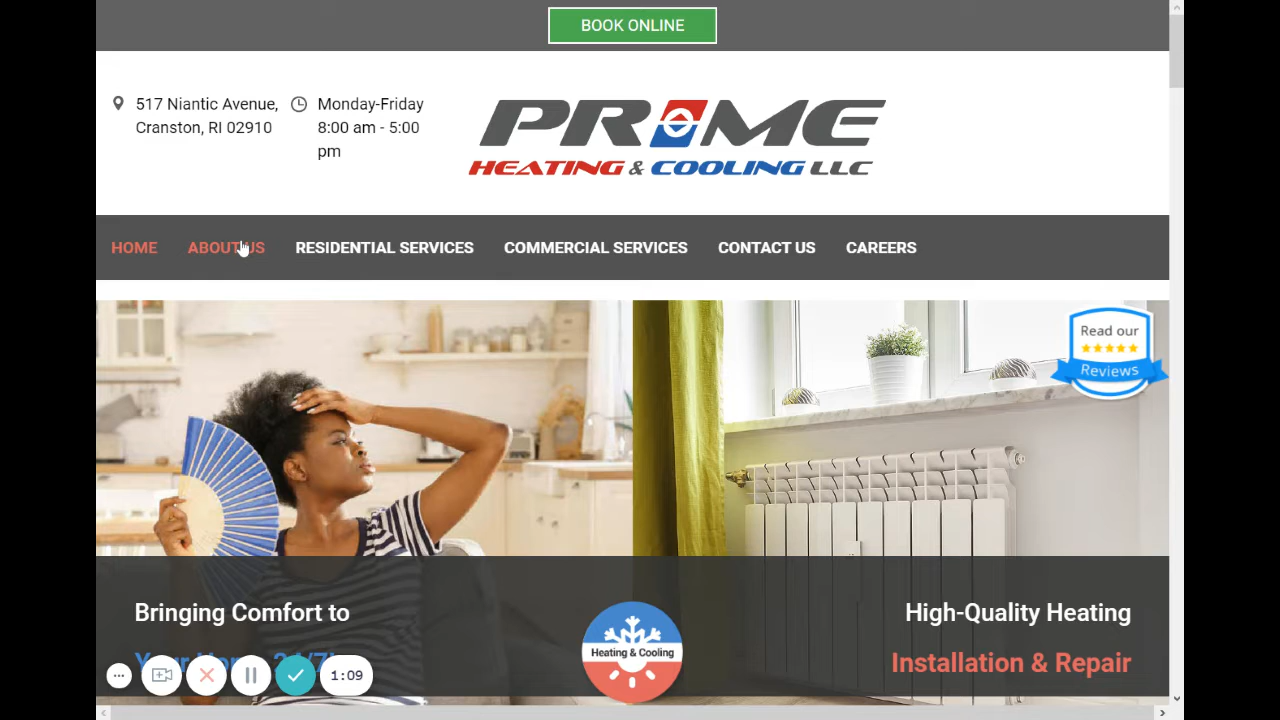 BOOK ONLINE
517 Niantic Avenue,
Cranston, RI 02910
Monday-Friday
8:00 am - 5:00
pm
PRIME
HEATING & COOLING LLC
HOME
ABOUT US
RESIDENTIAL SERVICES
COMMERCIAL SERVICES
CONTACT US
CAREERS
Read our
Reviews
Bringing Comfort to
Heating & Cooling
High-Quality Heating
Installation & Repair
1:09